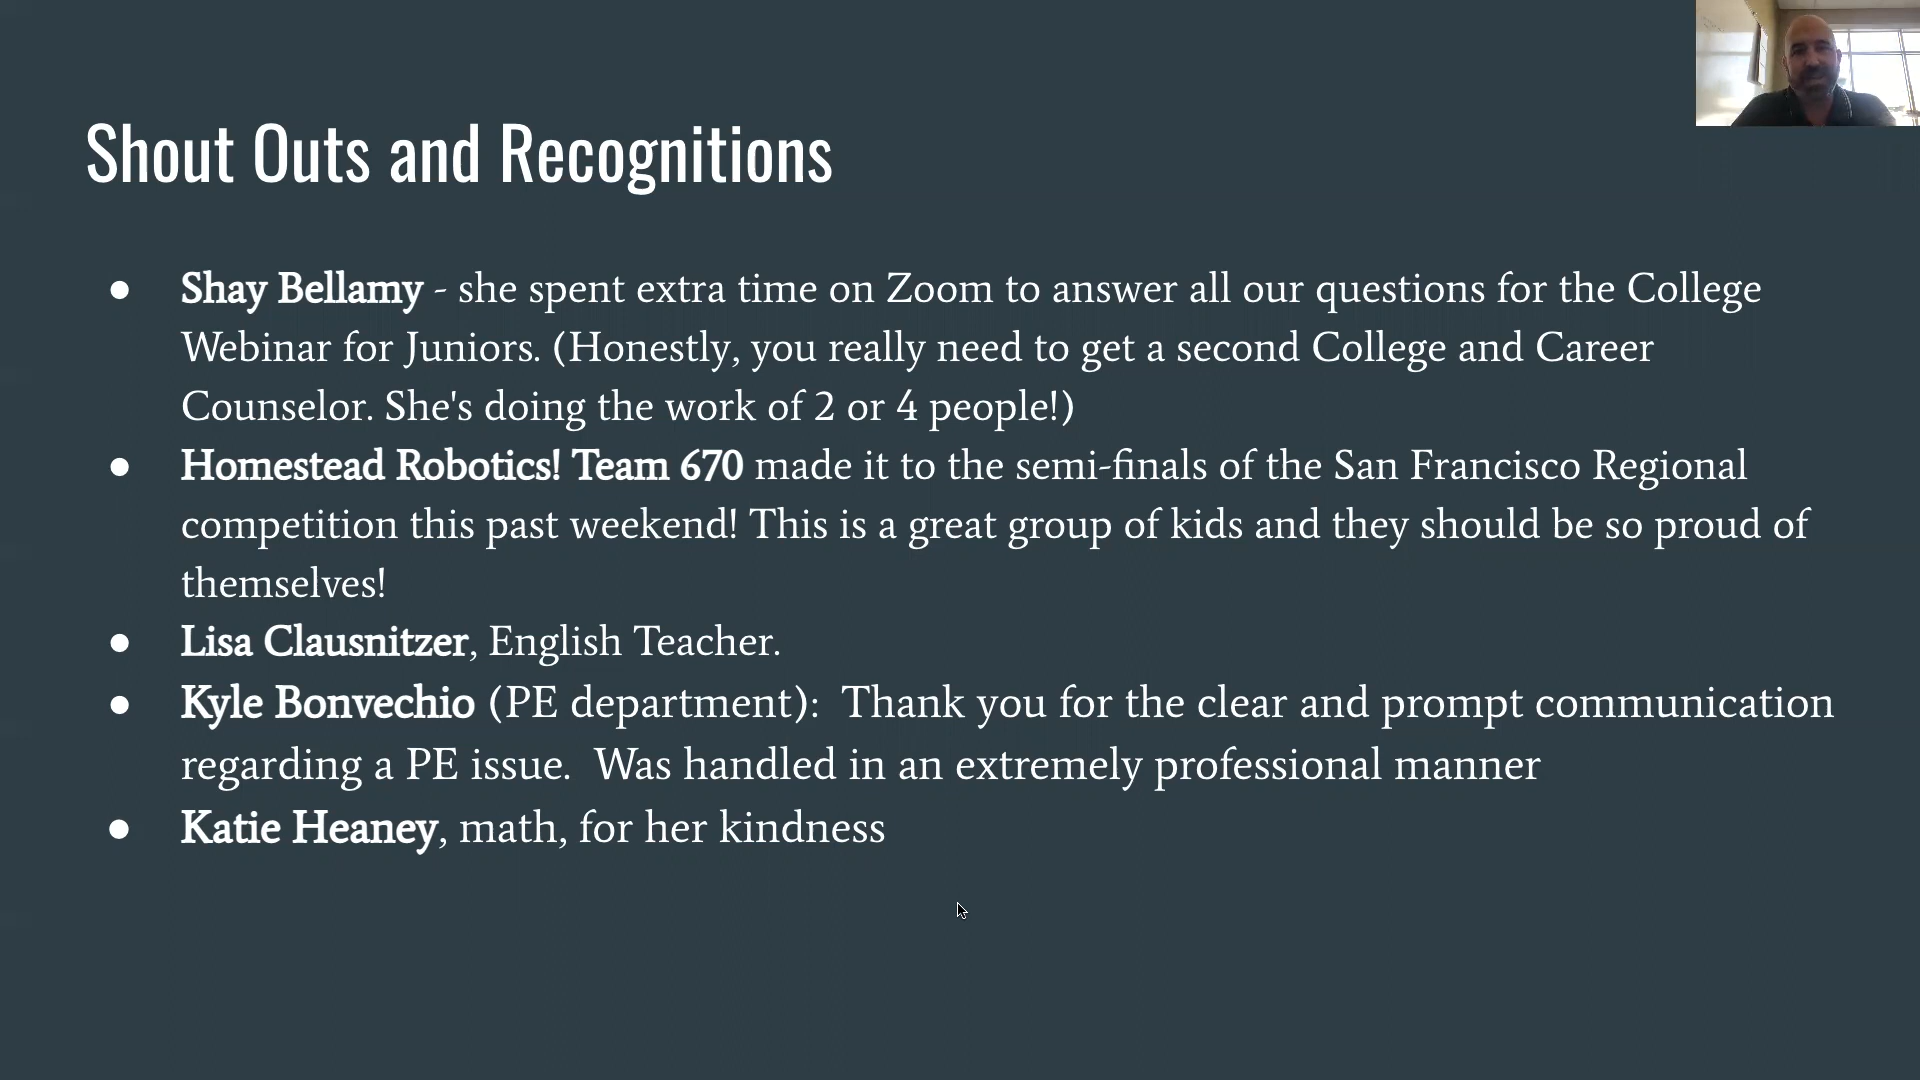 Shout Outs and Recognitions
● Shay Bellamy - she spent extra time on Zoom to answer all our questions for the College
Webinar for Juniors. (Honestly, you really need to get a second College and Career
Counselor. She's doing the work of 2 or 4 people!)
● Homestead Robotics! Team 670 made it to the semi-finals of the San Francisco Regional
competition this past weekend! This is a great group of kids and they should be so proud of
themselves!
● Lisa Clausnitzer, English Teacher.
● Kyle Bonvechio (PE department):  Thank you for the clear and prompt communication
regarding a PE issue.  Was handled in an extremely professional manner
● Katie Heaney, math, for her kindness